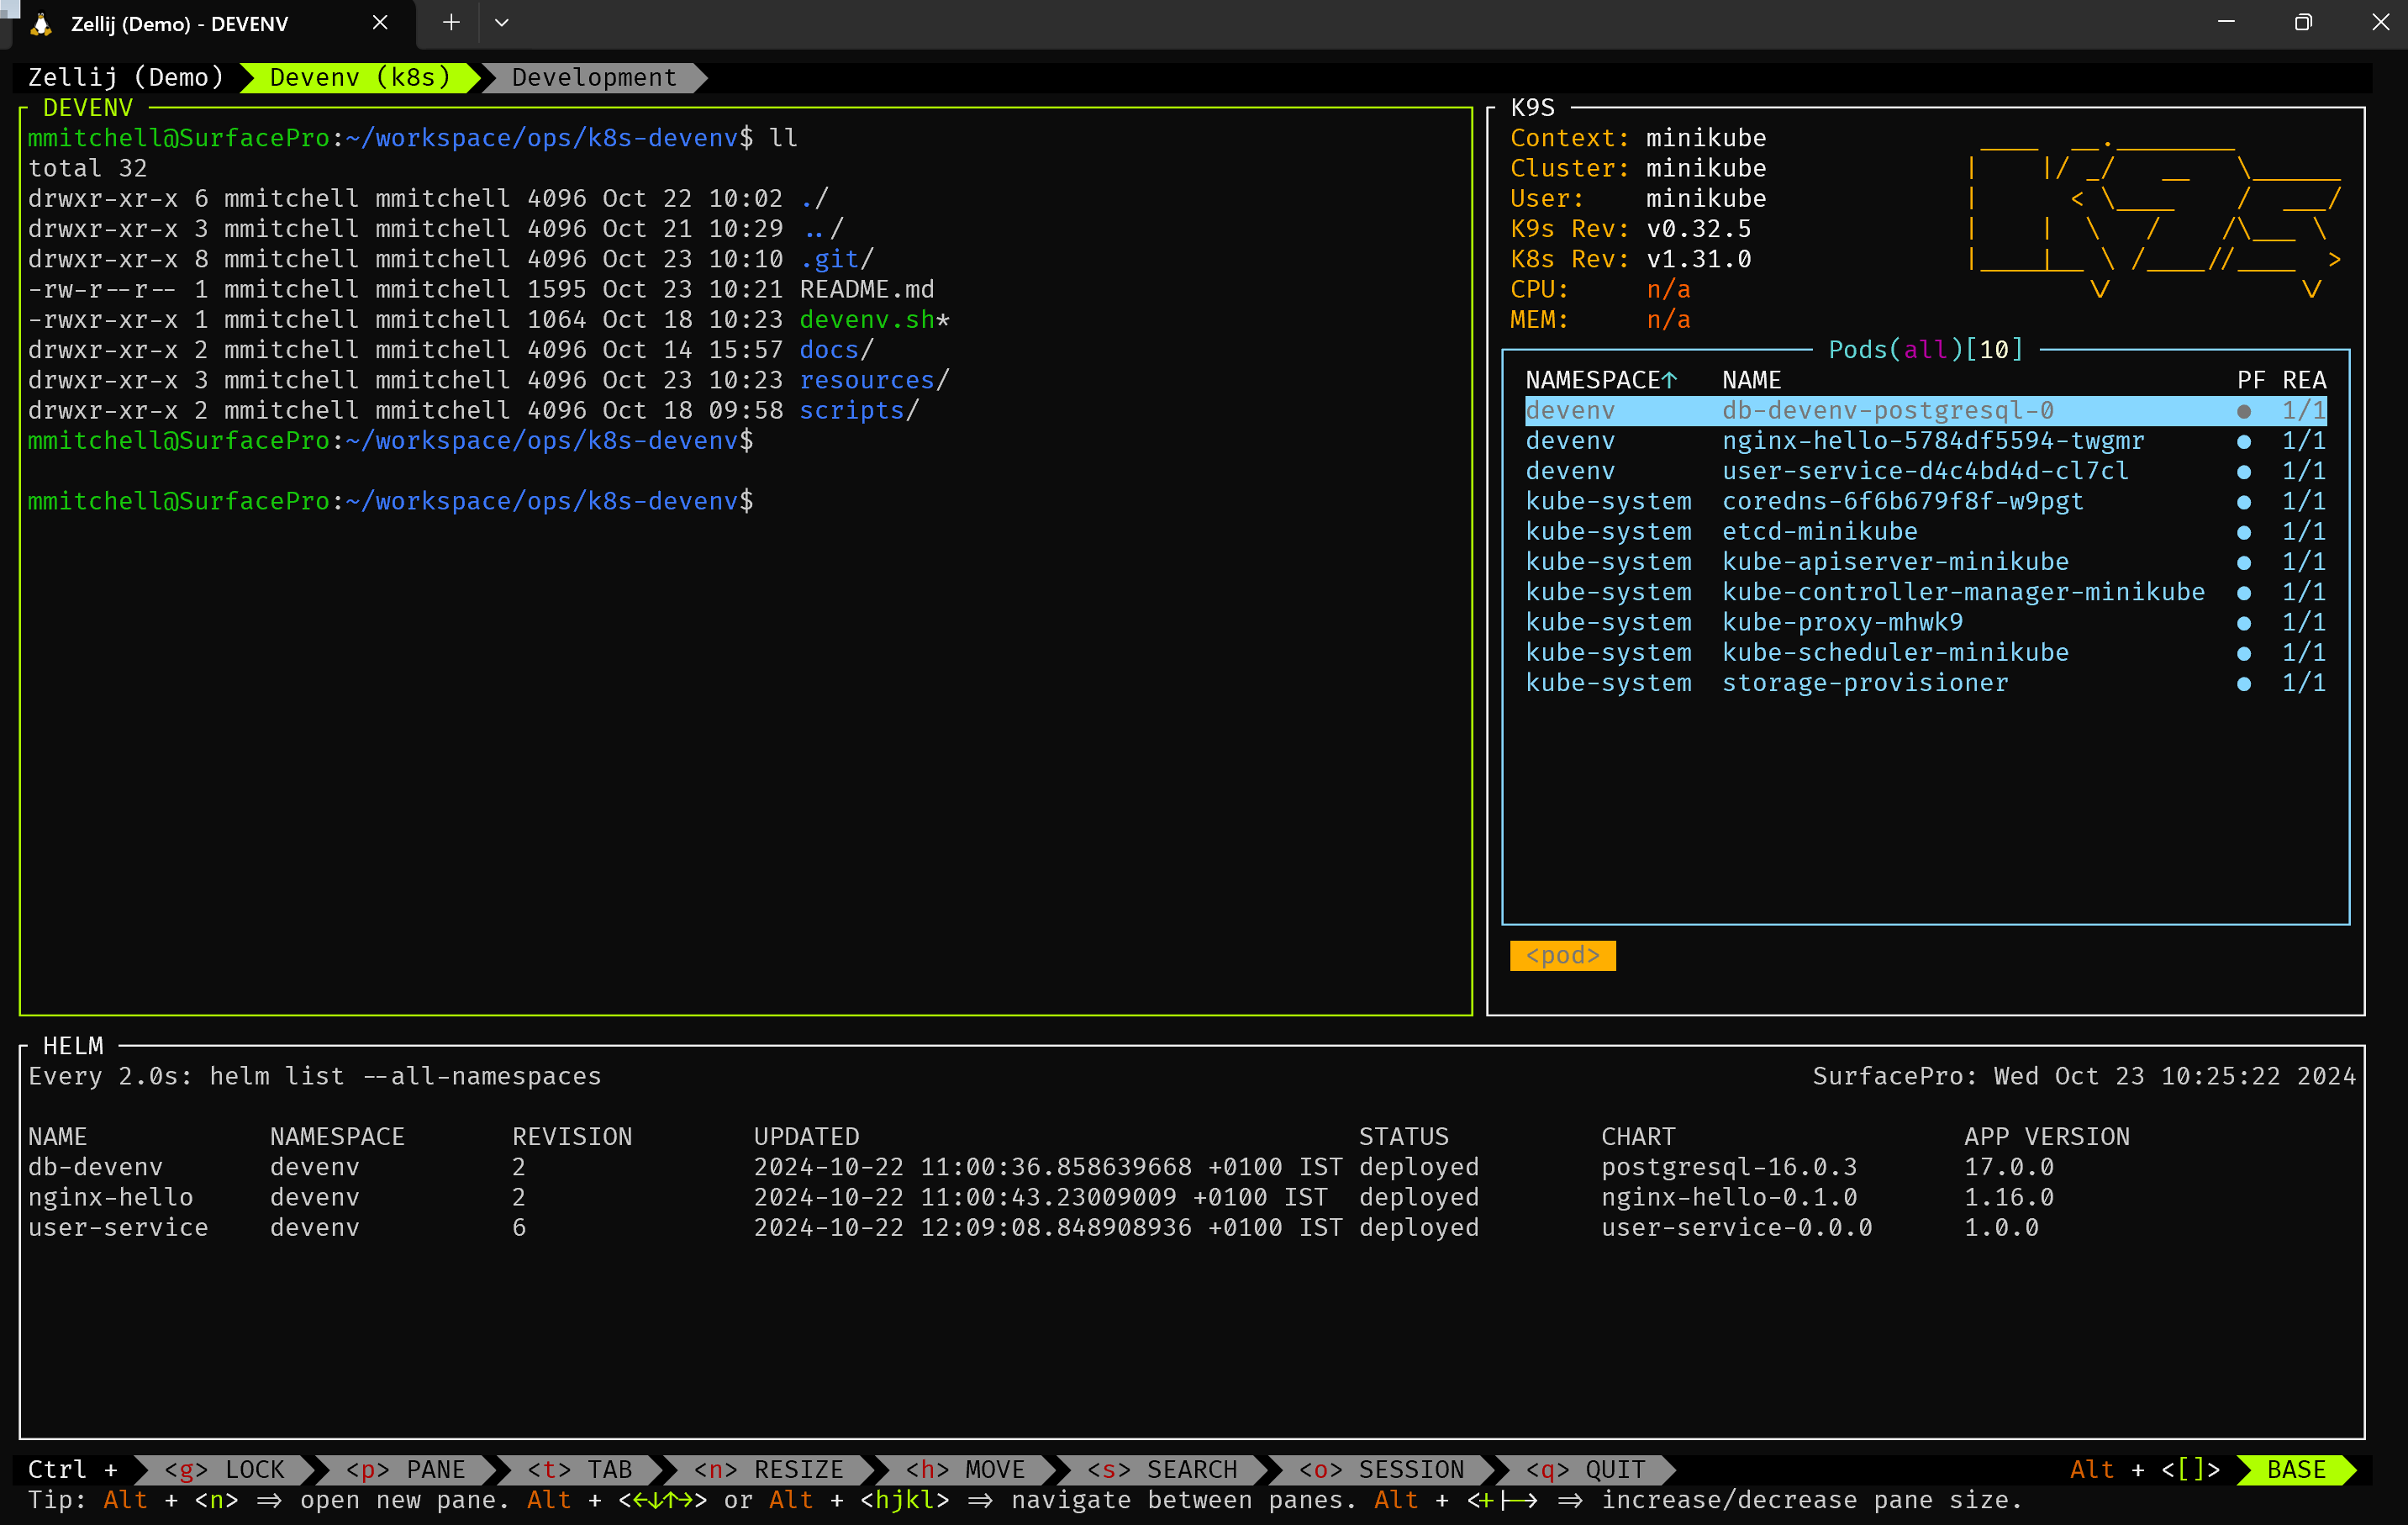 Zellij (Demo) - DEVENV
Zellij (Demo) Devenv (k8s) Development
DEVENV
mmitchell@SurfacePro:~/workspace/ops/k8s-devenv$ ll
total 32
drwxr-xr-x 6 mmitchell mmitchell 4096 Oct 22 10:02 ./
drwxr-xr-x 3 mmitchell mmitchell 4096 Oct 21 10:29 ../
drwxr-xr-x 8 mmitchell mmitchell 4096 Oct 23 10:10 .git/
-rw-r--r-- 1 mmitchell mmitchell 1595 Oct 23 10:21 README.md
-rwxr-xr-x 1 mmitchell mmitchell 1064 Oct 18 10:23 devenv.sh*
drwxr-xr-x 2 mmitchell mmitchell 4096 Oct 14 15:57 docs/
drwxr-xr-x 3 mmitchell mmitchell 4096 Oct 23 10:23 resources/
drwxr-xr-x 2 mmitchell mmitchell 4096 Oct 18 09:58 scripts/
mmitchell@SurfacePro:~/workspace/ops/k8s-devenv$
mmitchell@SurfacePro:~/workspace/ops/k8s-devenv$
K9S
Context: minikube
Cluster: minikube
User: minikube
K9s Rev: v0.32.5
K8s Rev: v1.31.0
CPU: n/a
MEM: n/a
Pods(all)[10]
NAMESPACE↑ NAME PF REA
devenv db-devenv-postgresql-0 ● 1/1
devenv nginx-hello-5784df5594-twgmr ● 1/1
devenv user-service-d4c4bd4d-cl7cl ● 1/1
kube-system coredns-6f6b679f8f-w9pgt ● 1/1
kube-system etcd-minikube ● 1/1
kube-system kube-apiserver-minikube ● 1/1
kube-system kube-controller-manager-minikube ● 1/1
kube-system kube-proxy-mhwk9 ● 1/1
kube-system kube-scheduler-minikube ● 1/1
kube-system storage-provisioner ● 1/1
<pod>
HELM
Every 2.0s: helm list --all-namespaces SurfacePro: Wed Oct 23 10:25:22 2024
NAME NAMESPACE REVISION UPDATED STATUS CHART APP VERSION
db-devenv devenv 2 2024-10-22 11:00:36.858639668 +0100 IST deployed postgresql-16.0.3 17.0.0
nginx-hello devenv 2 2024-10-22 11:00:43.23009009 +0100 IST deployed nginx-hello-0.1.0 1.16.0
user-service devenv 6 2024-10-22 12:09:08.848908936 +0100 IST deployed user-service-0.0.0 1.0.0
Ctrl + <g> LOCK <p> PANE <t> TAB <n> RESIZE <h> MOVE <s> SEARCH <o> SESSION <q> QUIT Alt + <[]> BASE
Tip: Alt + <n> => open new pane. Alt + <←↓↑→> or Alt + <hjkl> => navigate between panes. Alt + <+|-> => increase/decrease pane size.